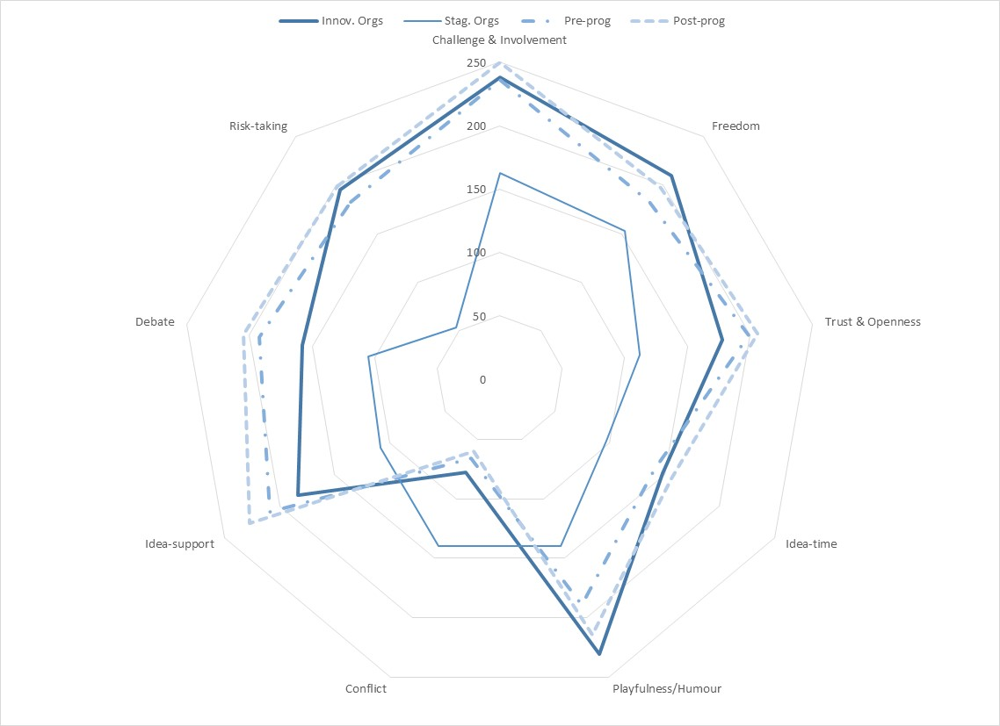 Innov. Orgs Stag. Orgs Pre-prog Post-prog
Challenge & Involvement
250
Risk-taking
Freedom
200
150
100
50
Debate
Trust & Openness
0
Idea-support
Idea-time
Conflict
Playfulness/Humour